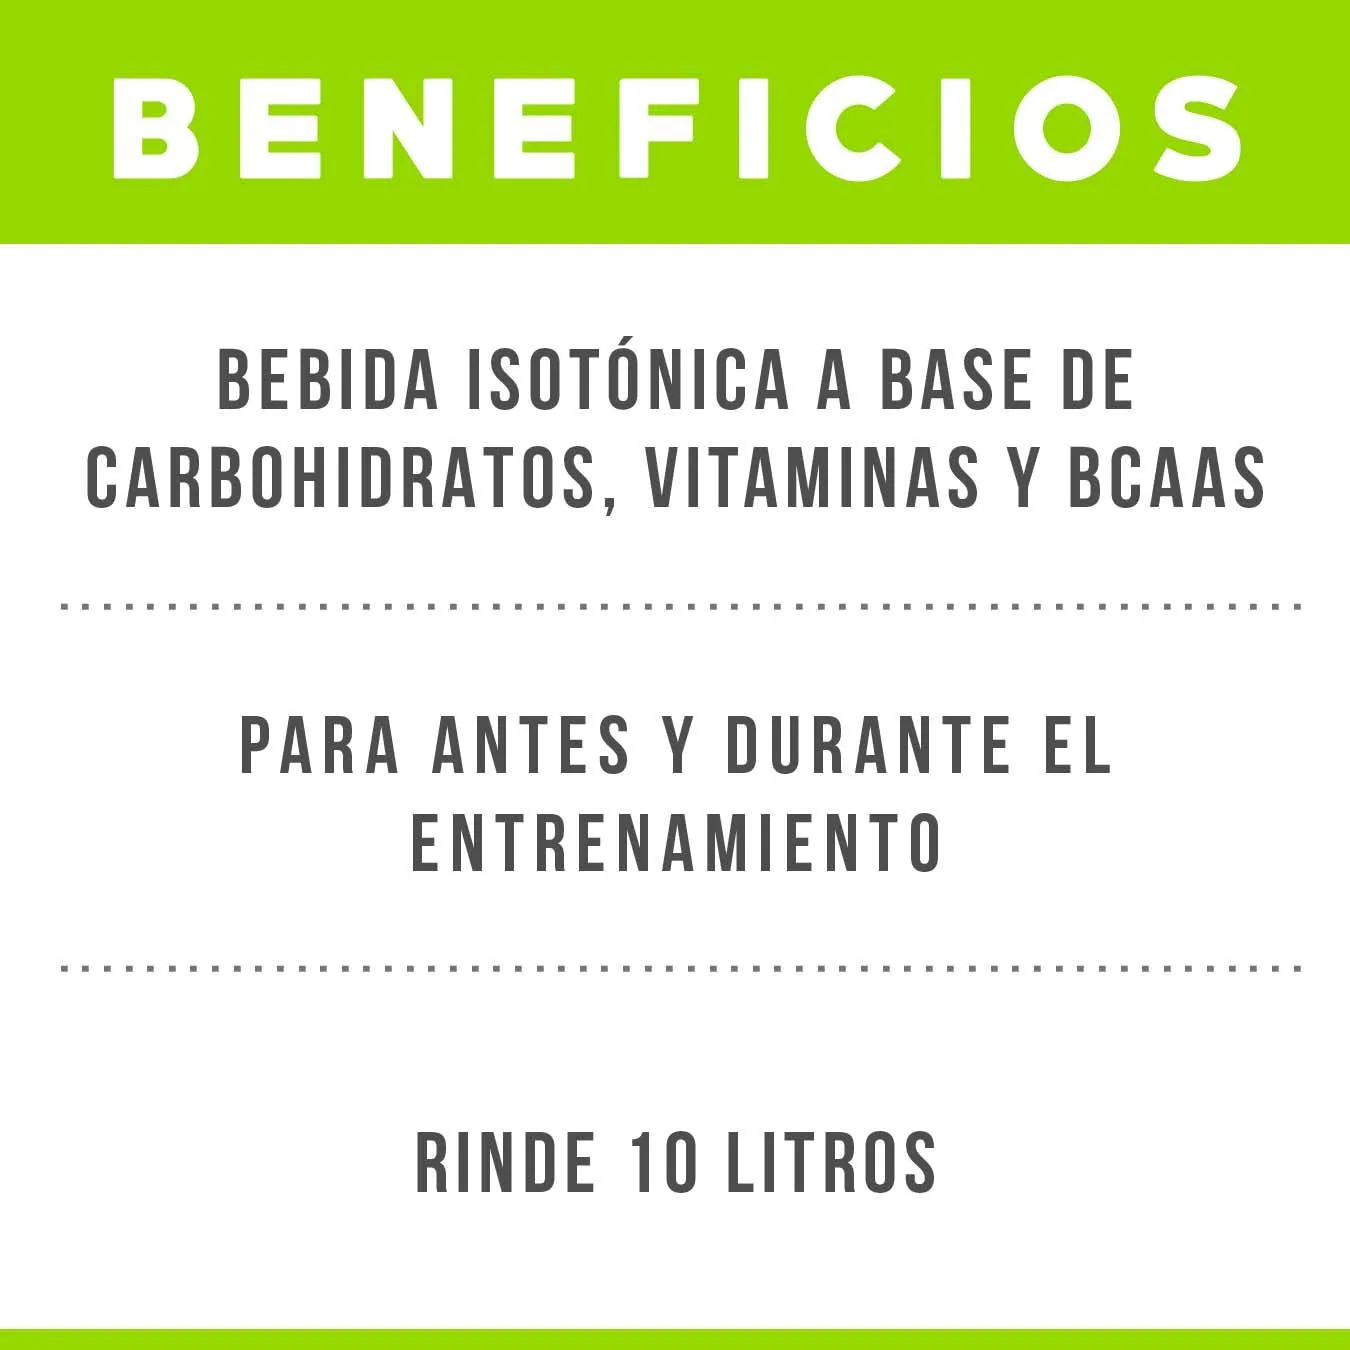 BENEFICIOS
BEBIDA ISOTÓNICA A BASE DE
CARBOHIDRATOS, VITAMINAS Y BCAAS
PARA ANTES Y DURANTE EL
ENTRENAMIENTO
RINDE 10 LITROS